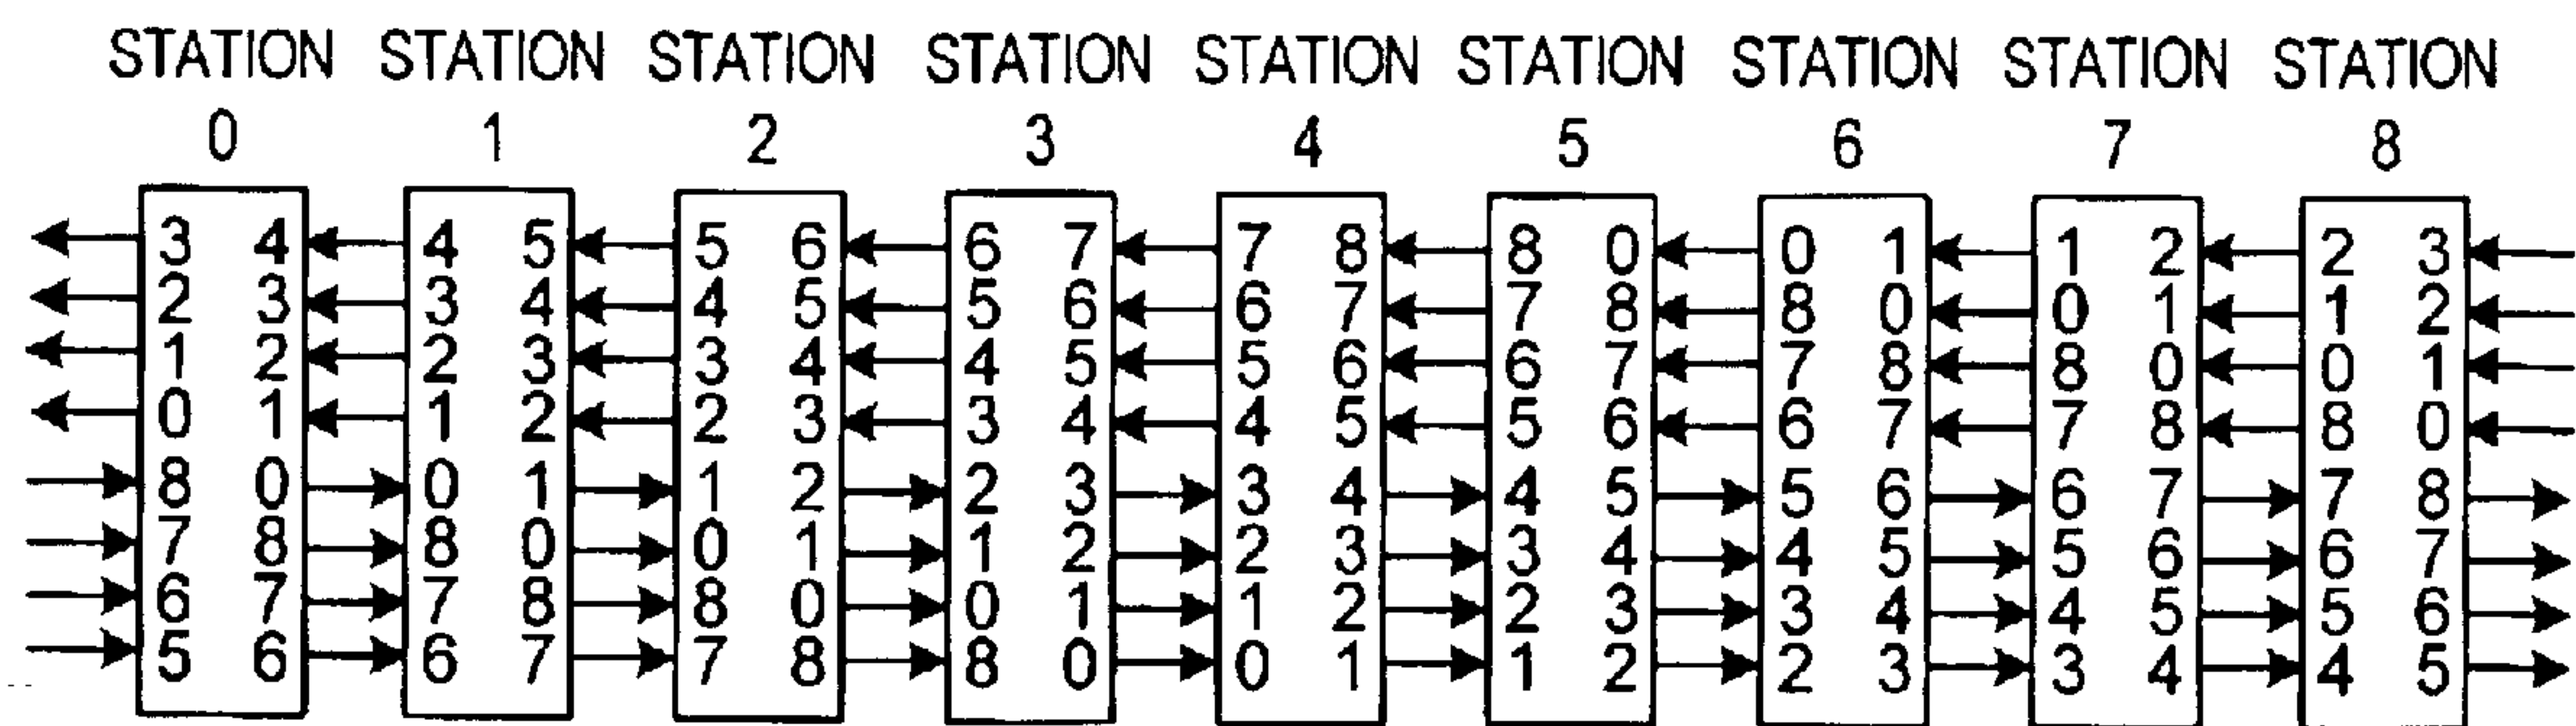 STATION STATION STATION STATION STATION STATION STATION STATION STATION
0 1 2 3 4 5 6 7 8
3 4 4 5 5 6 6 7 7 8 8 0 0 1 1 2 2 3
2 3 3 4 4 5 5 6 6 7 7 8 8 0 0 1 1 2
1 2 2 3 3 4 4 5 5 6 6 7 7 8 8 0 0 1
0 1 1 2 2 3 3 4 4 5 5 6 6 7 7 8 8 0
8 0 0 1 1 2 2 3 3 4 4 5 5 6 6 7 7 8
7 8 8 0 0 1 1 2 2 3 3 4 4 5 5 6 6 7
6 7 7 8 8 0 0 1 1 2 2 3 3 4 4 5 5 6
5 6 6 7 7 8 8 0 0 1 1 2 2 3 3 4 4 5